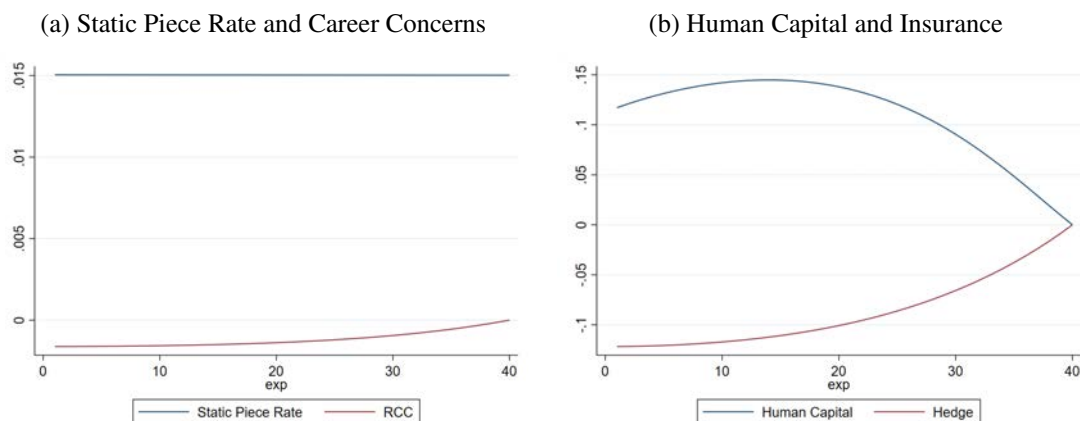 (a) Static Piece Rate and Career Concerns
.015
.01
.005
0
0 10 20 30 40
exp
Static Piece Rate RCC
(b) Human Capital and Insurance
.15
.1
.05
0
-.05
-.1
0 10 20 30 40
exp
Human Capital Hedge